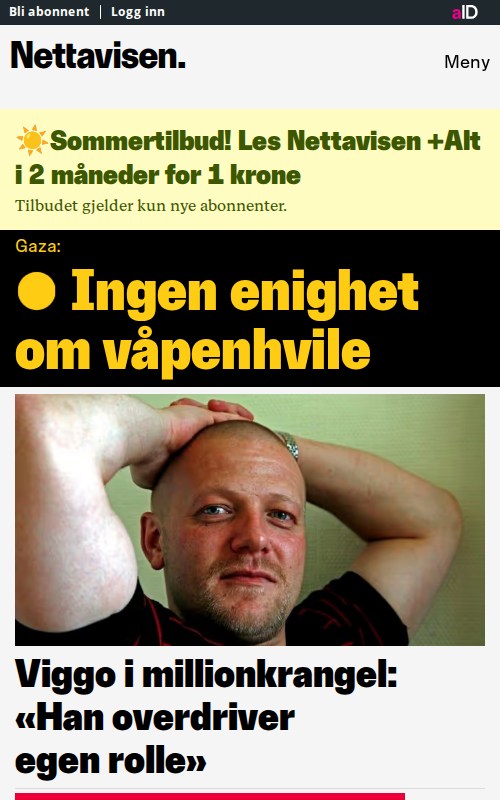 Bli abonnent | Logg inn
aID
Nettavisen.
Meny
☀️Sommertilbud! Les Nettavisen +Alt
i 2 måneder for 1 krone
Tilbudet gjelder kun nye abonnenter.
Gaza:
● Ingen enighet
om våpenhvile
Viggo i millionkrangel:
«Han overdriver
egen rolle»